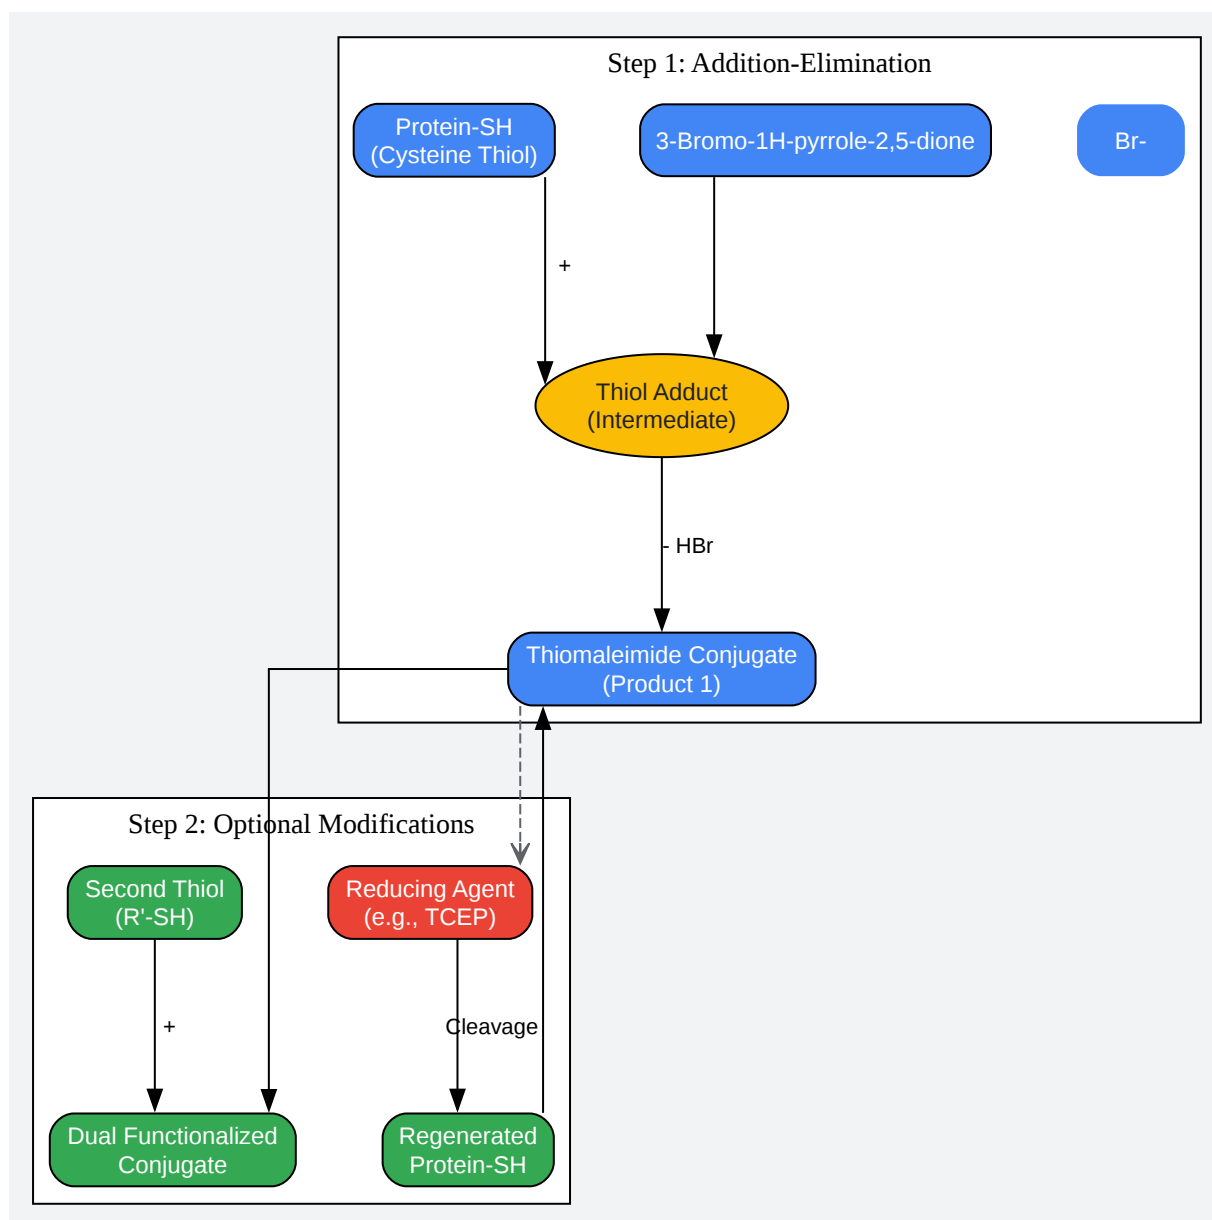 Step 1: Addition-Elimination
Protein-SH
(Cysteine Thiol)
3-Bromo-1H-pyrrole-2,5-dione
Br-
+
Thiol Adduct
(Intermediate)
- HBr
Thiomaleimide Conjugate
(Product 1)
Step 2: Optional Modifications
Second Thiol
(R'-SH)
Reducing Agent
(e.g., TCEP)
+
Cleavage
Dual Functionalized
Conjugate
Regenerated
Protein-SH